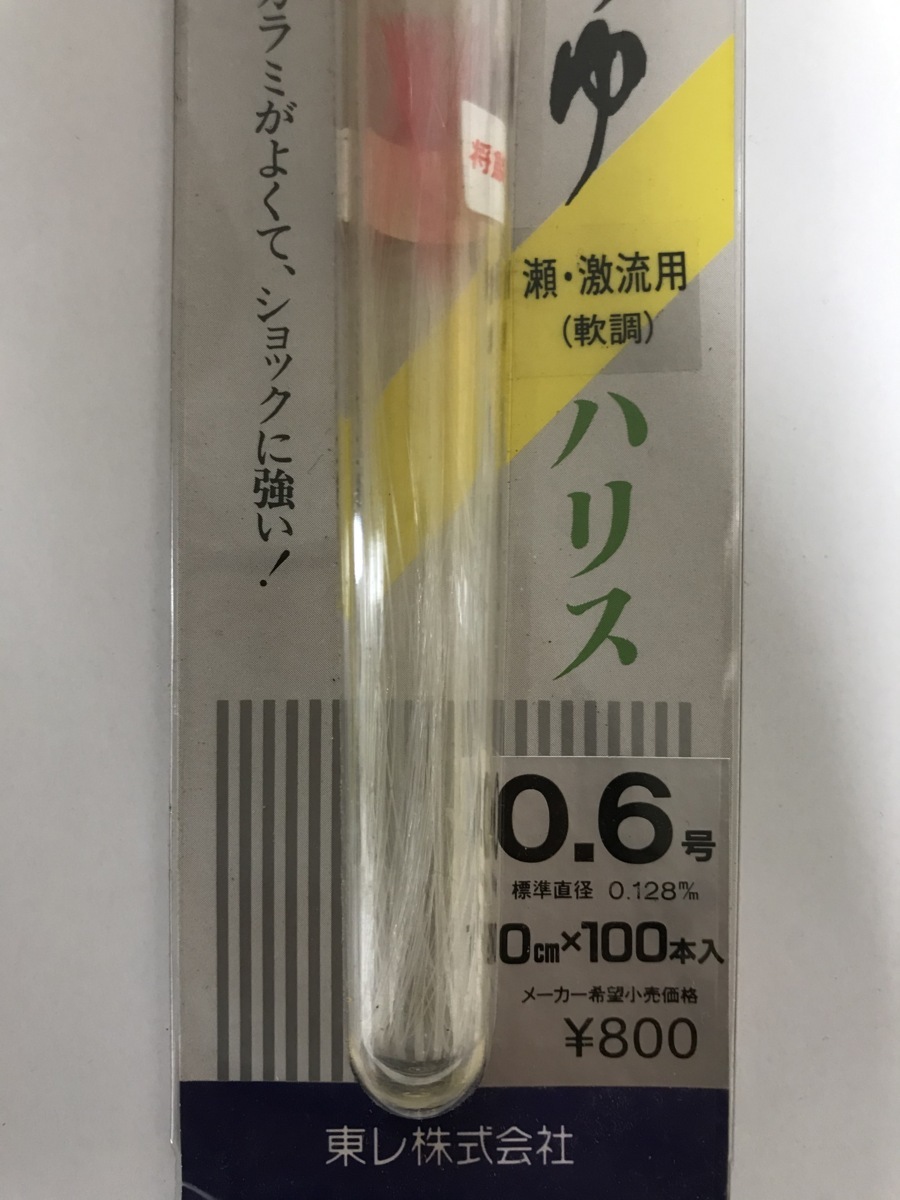 カラミがよくて、ショックに強い！
ゆ
瀬・激流用
(軟調)
ハリス
将鱗
0.6号
標準直径 0.128㎜
0cm×100本入
メーカー希望小売価格
¥800
東レ株式会社